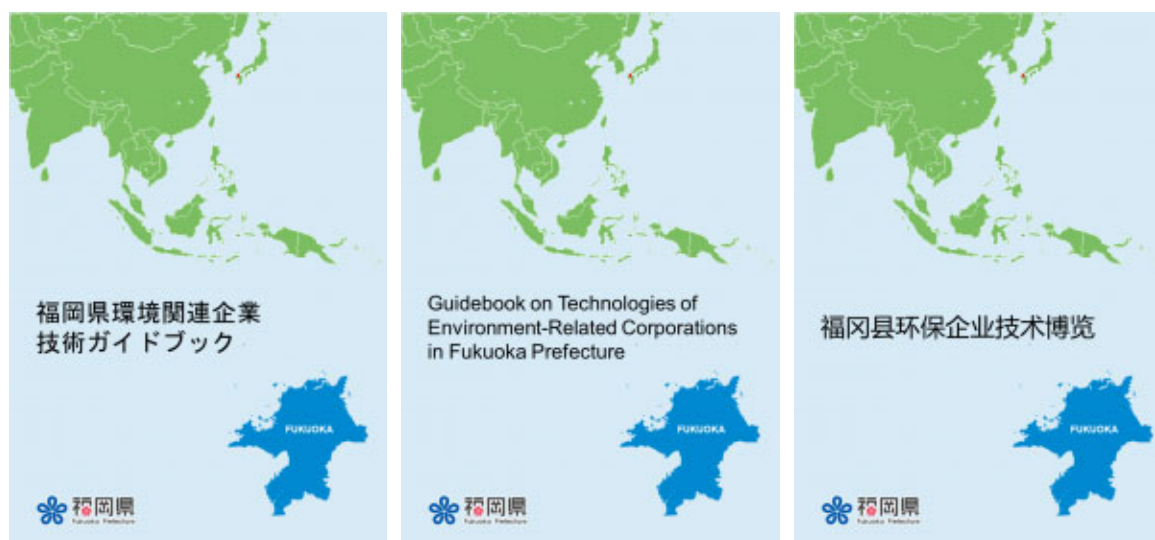 福岡県環境関連企業
技術ガイドブック
FUKUOKA
福岡県
Fukuoka Prefecture
Guidebook on Technologies of
Environment-Related Corporations
in Fukuoka Prefecture
FUKUOKA
福岡県
Fukuoka Prefecture
福冈县环保企业技术博览
FUKUOKA
福岡県
Fukuoka Prefecture